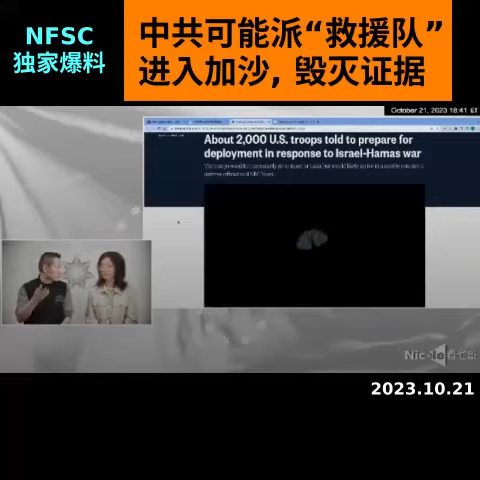 NFSC
独家爆料
中共可能派“救援队”
进入加沙, 毁灭证据
October 21, 2023 18:41 ET
About 2,000 U.S. troops told to prepare for
deployment in response to Israel-Hamas war
2023.10.21